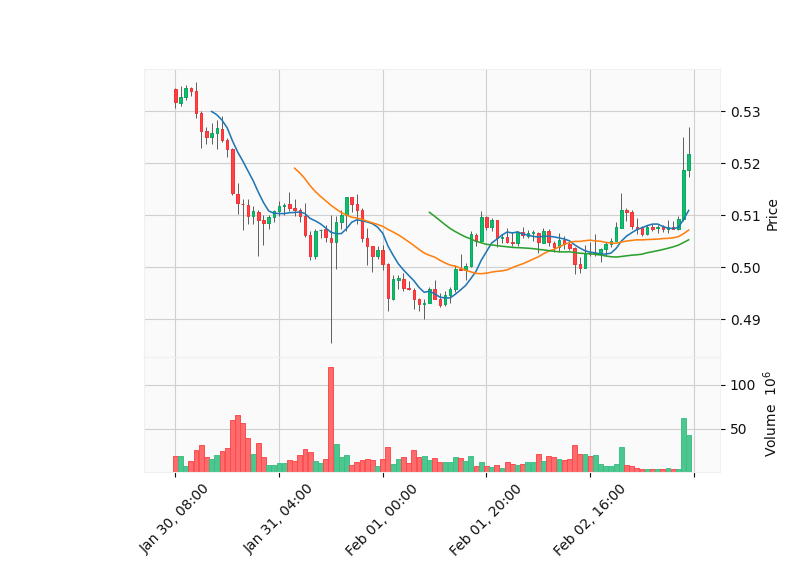 0.53
0.52
0.51
0.50
0.49
Price
100
50
Volume 10^6
Jan 30, 08:00
Jan 31, 04:00
Feb 01, 00:00
Feb 01, 20:00
Feb 02, 16:00